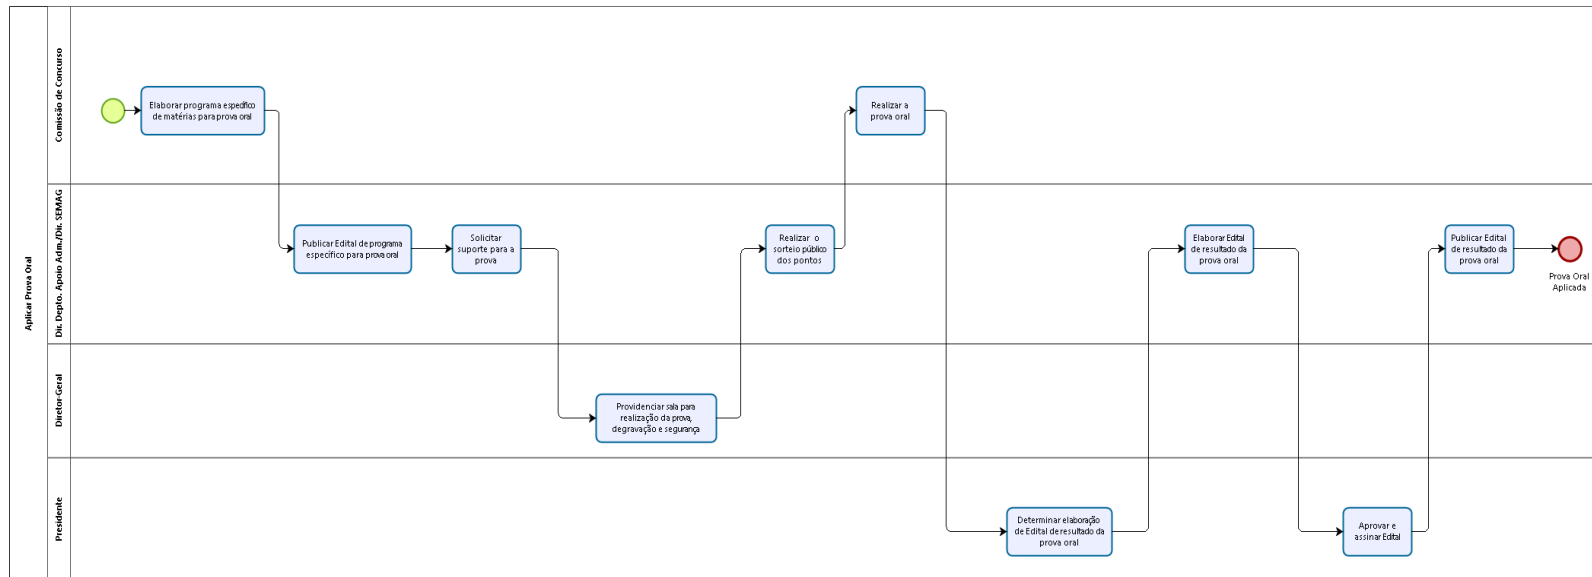 Aplicar Prova Oral
Comissão de Concurso
Elaborar programa específico
de matérias para prova oral
Realizar a
prova oral
Dir. Depto. Apoio Adm./Dir. SEMAG
Publicar Edital de programa
específico para prova oral
Solicitar
suporte para a
prova
Realizar o
sorteio público
dos pontos
Elaborar Edital
de resultado da
prova oral
Publicar Edital
de resultado da
prova oral
Prova Oral
Aplicada
Diretor-Geral
Providenciar sala para
realização da prova,
degravação e segurança
Presidente
Determinar elaboração
de Edital de resultado da
prova oral
Aprovar e
assinar Edital